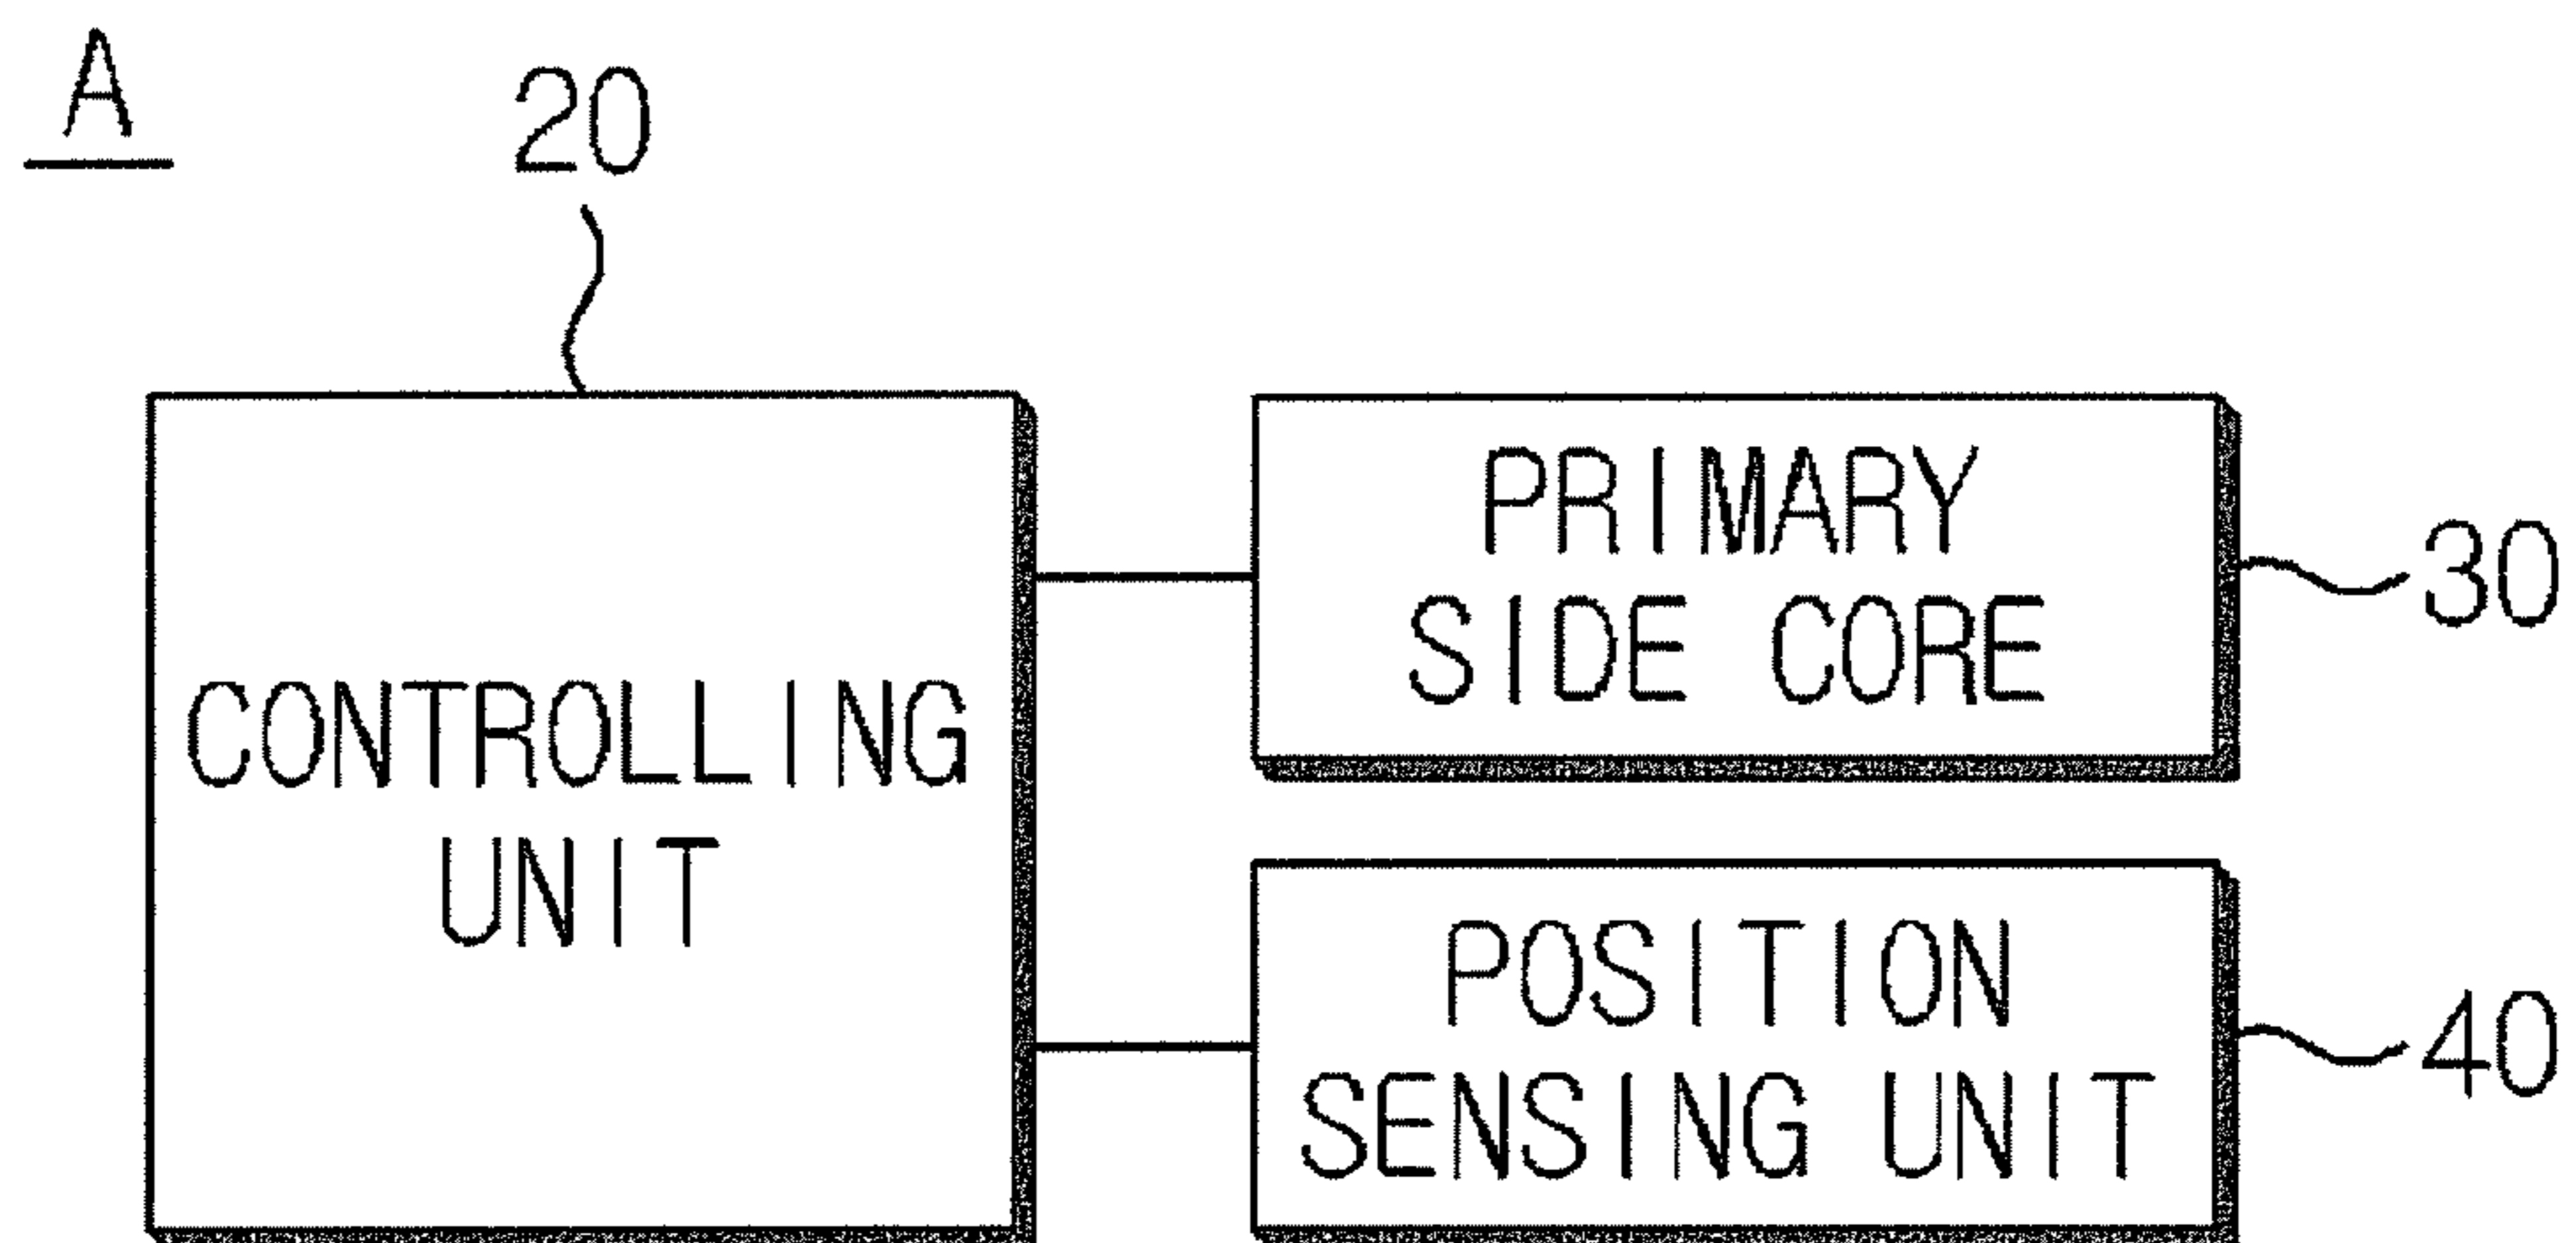 A
20
PRIMARY
SIDE CORE
30
CONTROLLING
UNIT
POSITION
SENSING UNIT
40